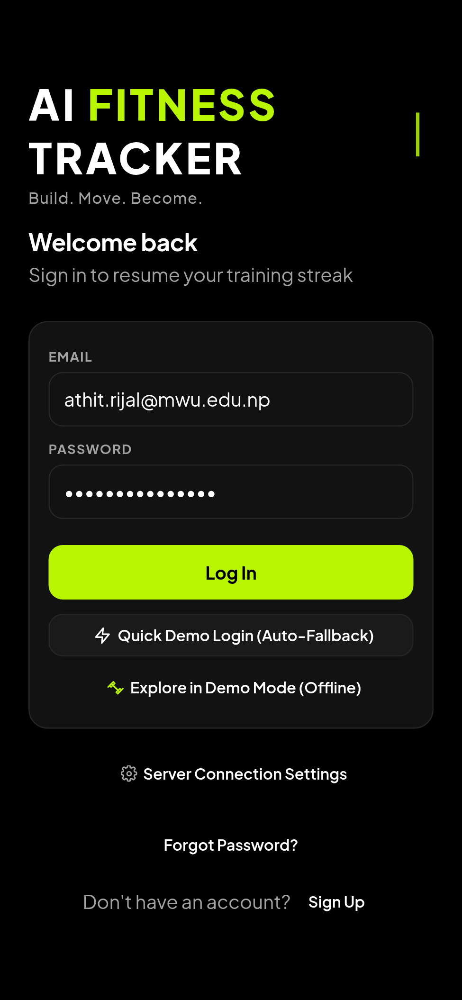 AI FITNESS
TRACKER
Build. Move. Become.
Welcome back
Sign in to resume your training streak
EMAIL
athit.rijal@mwu.edu.np
PASSWORD
•••••••••••••••
Log In
Quick Demo Login (Auto-Fallback)
Explore in Demo Mode (Offline)
Server Connection Settings
Forgot Password?
Don't have an account? Sign Up